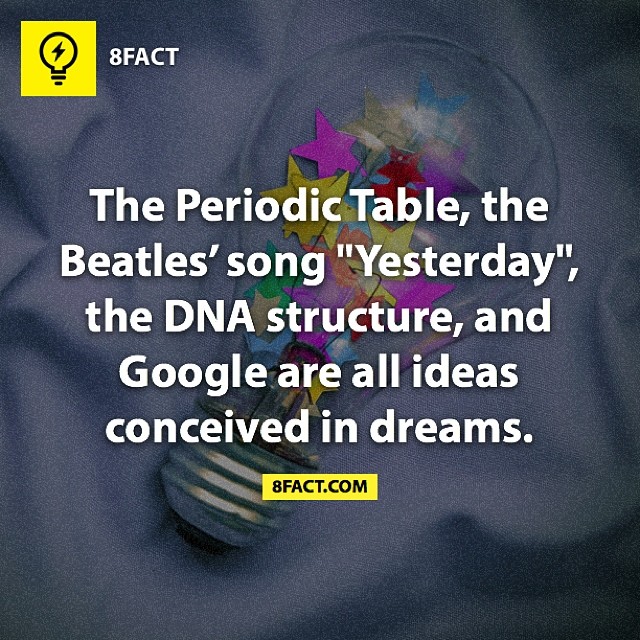 8FACT
The Periodic Table, the
Beatles’ song "Yesterday",
the DNA structure, and
Google are all ideas
conceived in dreams.
8FACT.COM